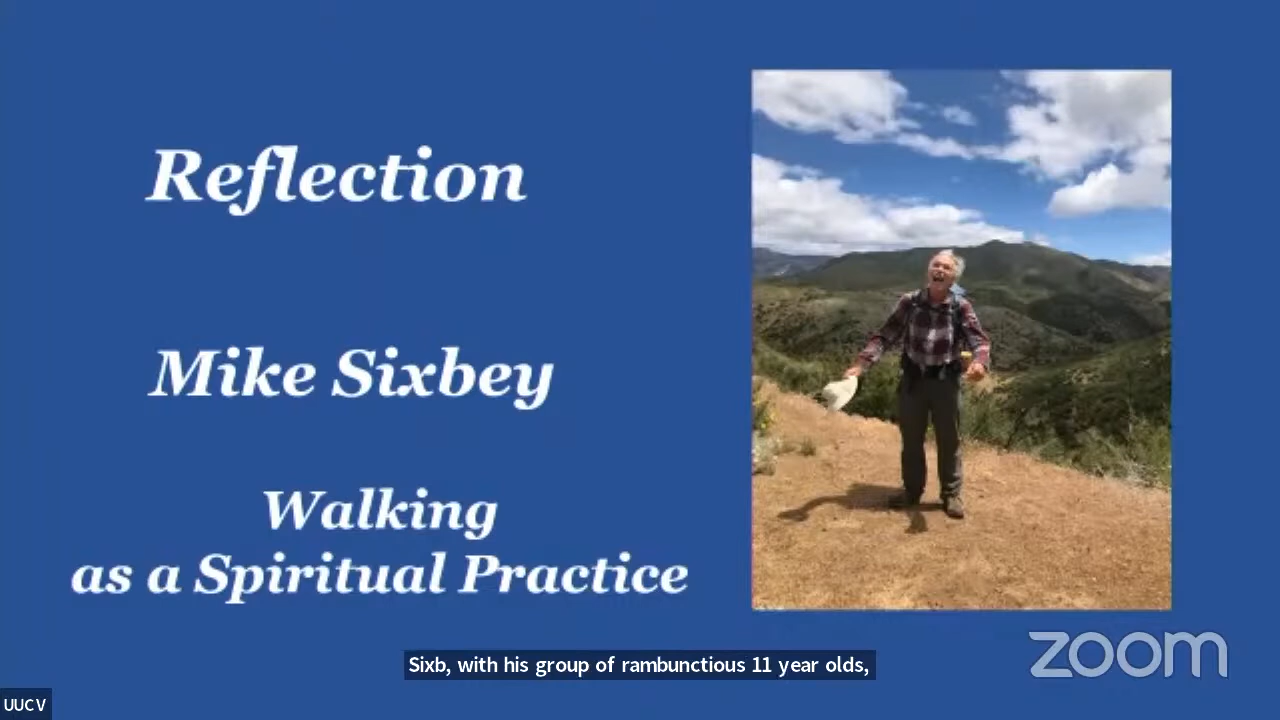 Reflection
Mike Sixbey
Walking
as a Spiritual Practice
Sixb, with his group of rambunctious 11 year olds,
zoom
UUCV